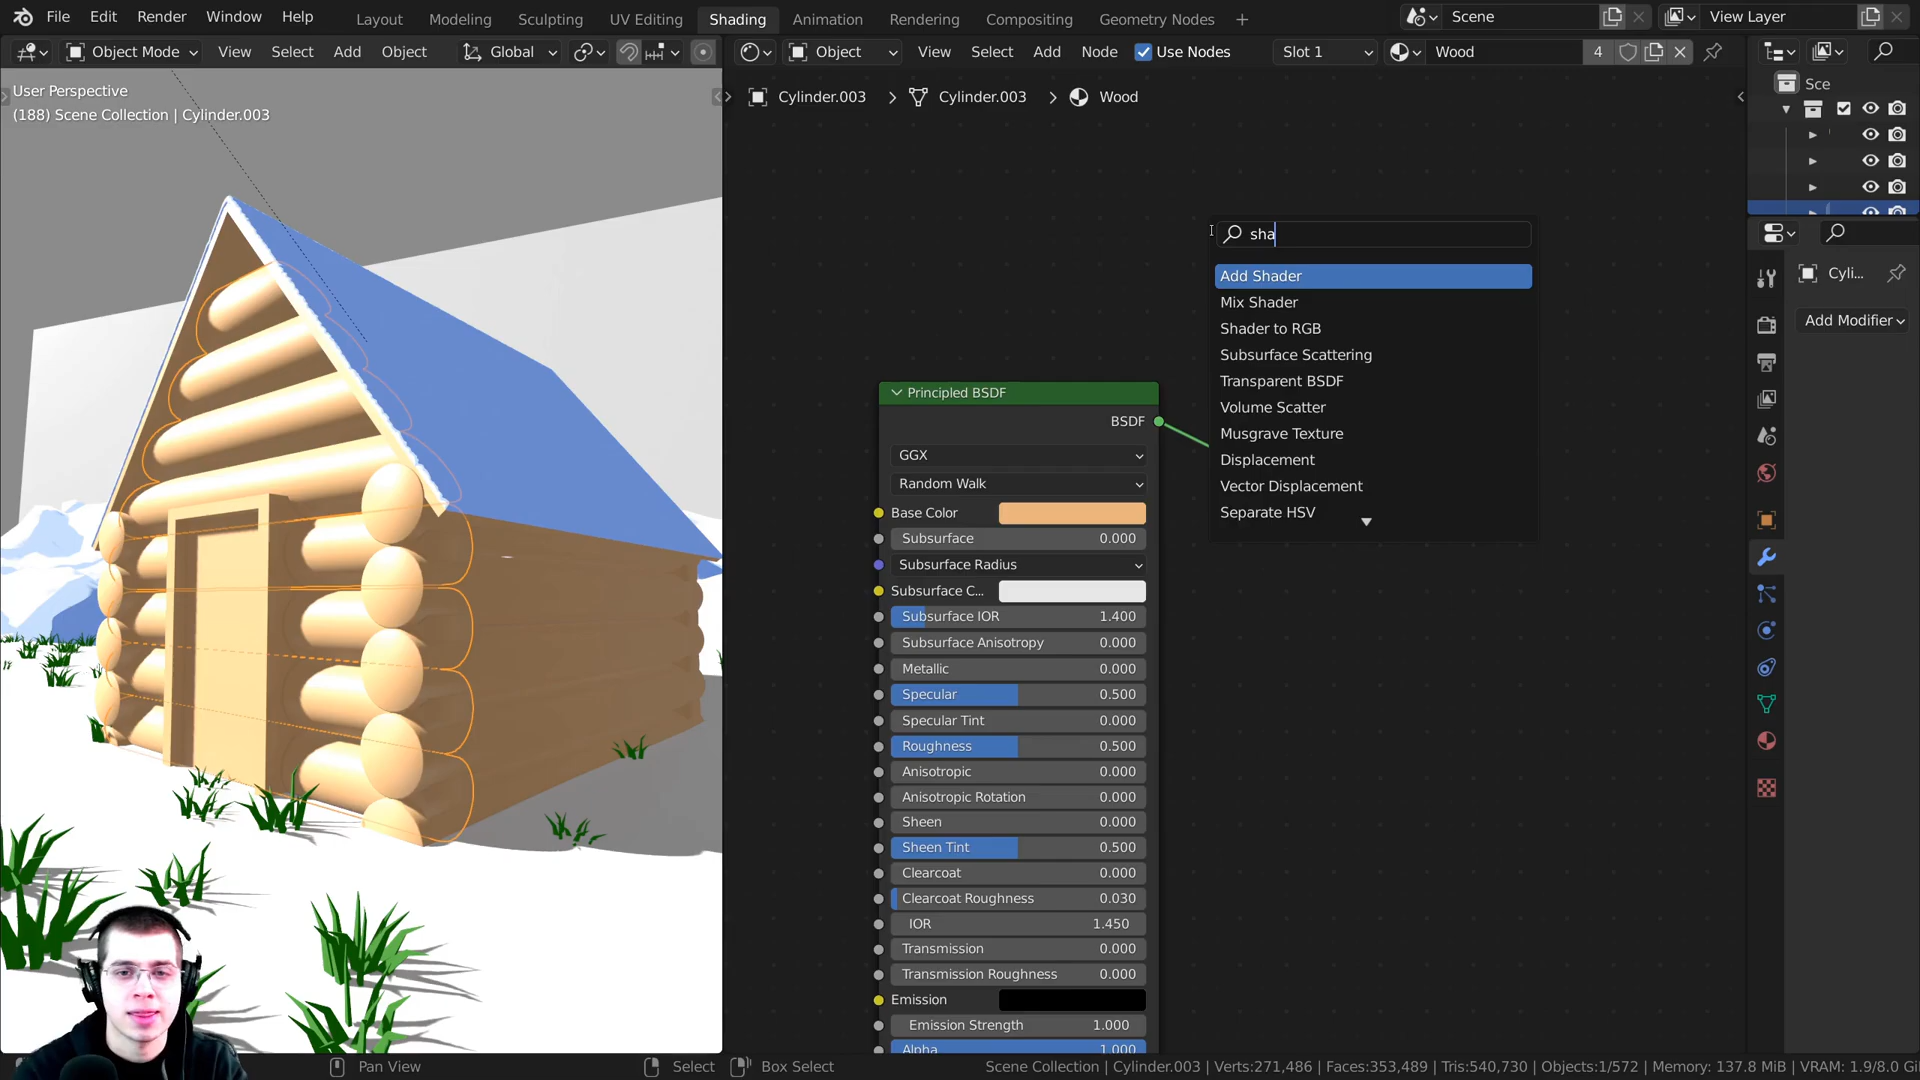 File Edit Render Window Help Layout Modeling Sculpting UV Editing Shading Animation Rendering Compositing Geometry Nodes + Scene View Layer
Object Mode View Select Add Object Global Object View Select Add Node Use Nodes Slot 1 Wood 4
User Perspective
(188) Scene Collection | Cylinder.003
Cylinder.003 > Cylinder.003 > Wood
Sce
sha
Add Shader
Mix Shader
Shader to RGB
Subsurface Scattering
Transparent BSDF
Volume Scatter
Musgrave Texture
Displacement
Vector Displacement
Separate HSV
Principled BSDF
BSDF
GGX
Random Walk
Base Color
Subsurface 0.000
Subsurface Radius
Subsurface C...
Subsurface IOR 1.400
Subsurface Anisotropy 0.000
Metallic 0.000
Specular 0.500
Specular Tint 0.000
Roughness 0.500
Anisotropic 0.000
Anisotropic Rotation 0.000
Sheen 0.000
Sheen Tint 0.500
Clearcoat 0.000
Clearcoat Roughness 0.030
IOR 1.450
Transmission 0.000
Transmission Roughness 0.000
Emission
Emission Strength 1.000
Alpha 1.000
Cyli...
Add Modifier
Pan View Select Box Select Scene Collection | Cylinder.003 | Verts:271,486 | Faces:353,489 | Tris:540,730 | Objects:1/572 | Memory: 137.8 MiB | VRAM: 1.9/8.0 Gi